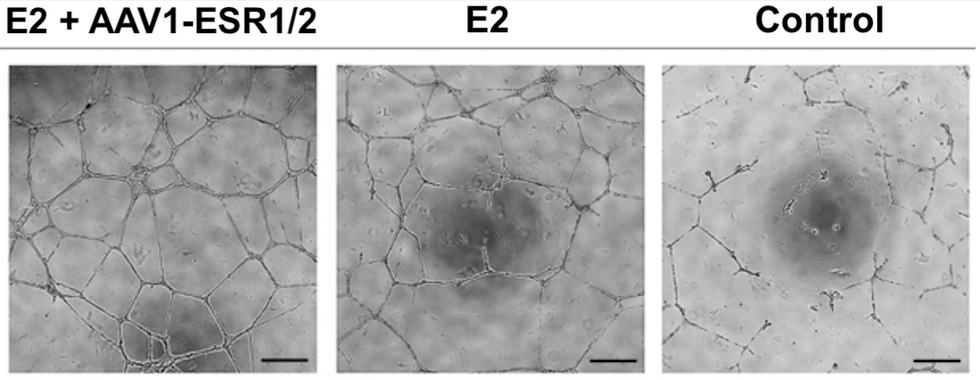 E2 + AAV1-ESR1/2 E2 Control